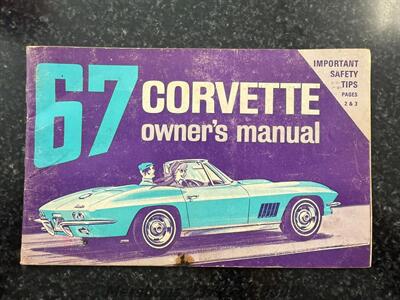 67 CORVETTE
owner's manual
IMPORTANT
SAFETY
TIPS
PAGES
2 & 3